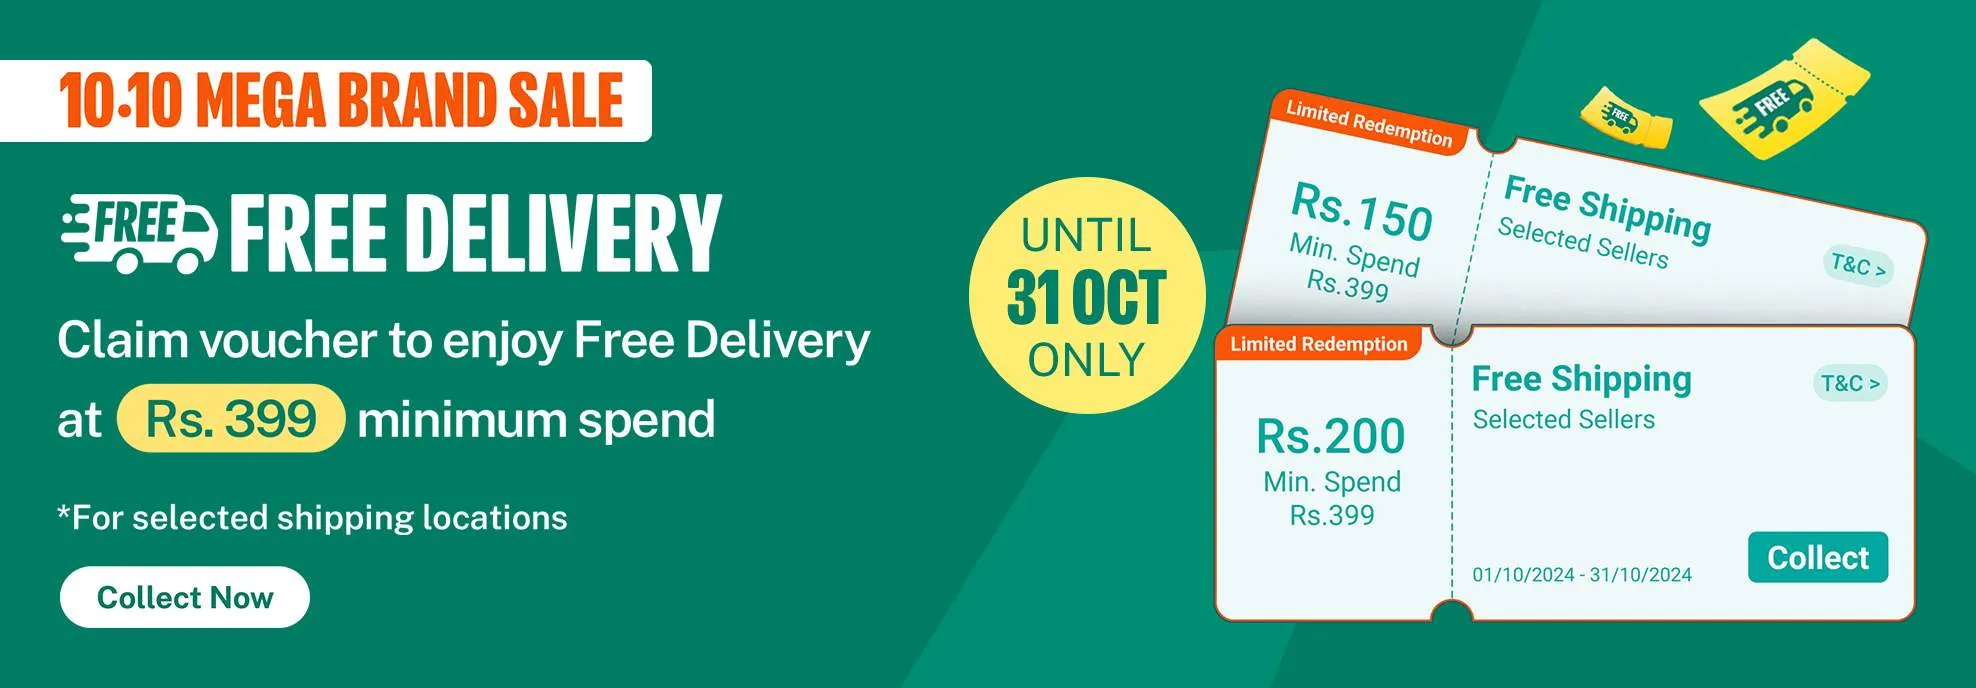 10.10 MEGA BRAND SALE
FREE FREE DELIVERY
Claim voucher to enjoy Free Delivery
at Rs. 399 minimum spend
*For selected shipping locations
Collect Now
UNTIL
31 OCT
ONLY
FREE
FREE
Limited Redemption
Rs.150
Min. Spend
Rs.399
Free Shipping
Selected Sellers
T&C >
Limited Redemption
Rs.200
Min. Spend
Rs.399
Free Shipping
Selected Sellers
T&C >
01/10/2024 - 31/10/2024
Collect